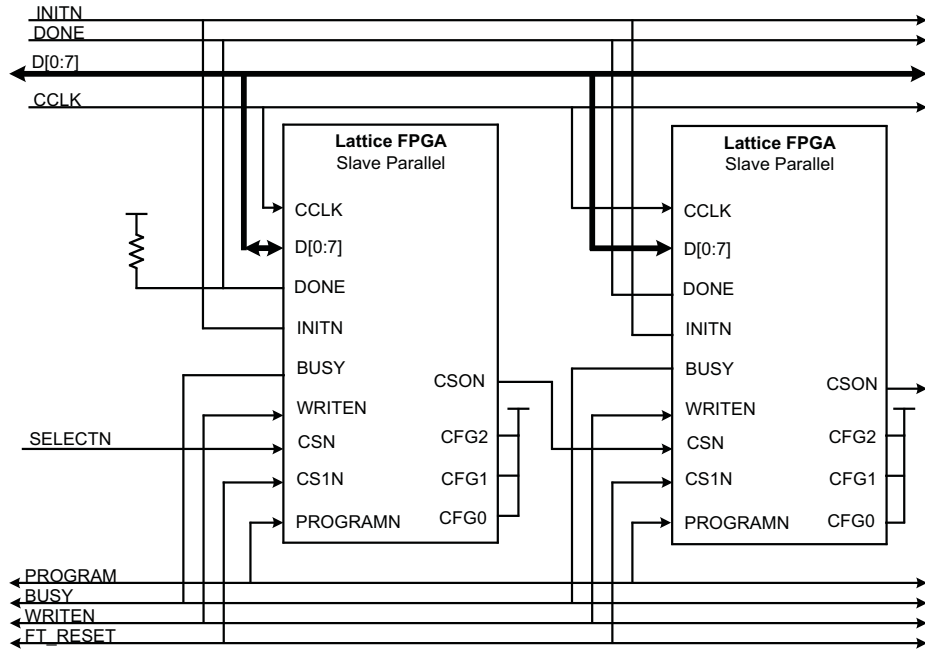 INITN
DONE
D[0:7]
CCLK
Lattice FPGA
Slave Parallel
CCLK
D[0:7]
DONE
INITN
BUSY
CSON
WRITEN
CSN
CFG2
CS1N
CFG1
PROGRAMN
CFG0
Lattice FPGA
Slave Parallel
CCLK
D[0:7]
DONE
INITN
BUSY
CSON
WRITEN
CSN
CFG2
CS1N
CFG1
PROGRAMN
CFG0
SELECTN
PROGRAM
BUSY
WRITEN
FT_RESET